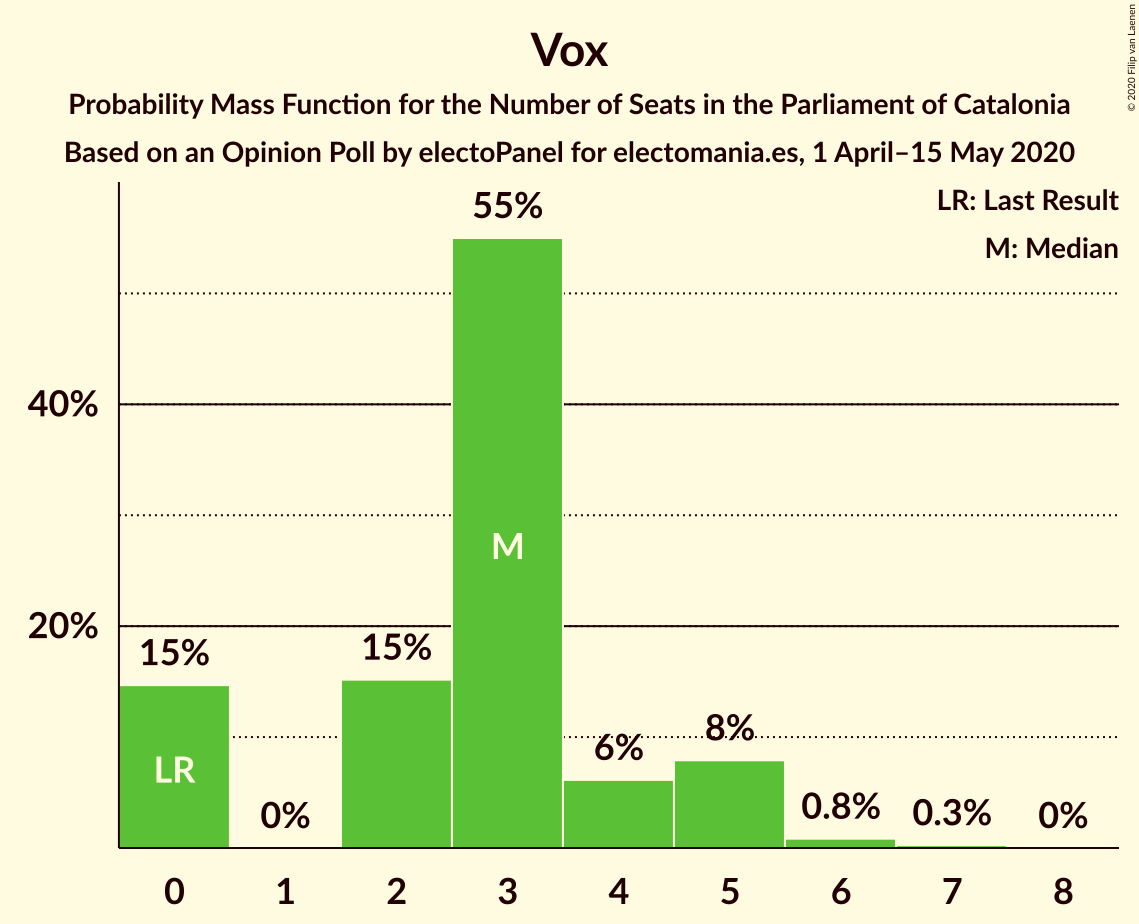 Vox
Probability Mass Function for the Number of Seats in the Parliament of Catalonia
Based on an Opinion Poll by electoPanel for electomania.es, 1 April–15 May 2020
© 2020 Filip van Laenen
LR: Last Result
M: Median
55%
40%
M
20%
15%
15%
LR
0%
6%
8%
0.8%
0.3%
0%
0 1 2 3 4 5 6 7 8